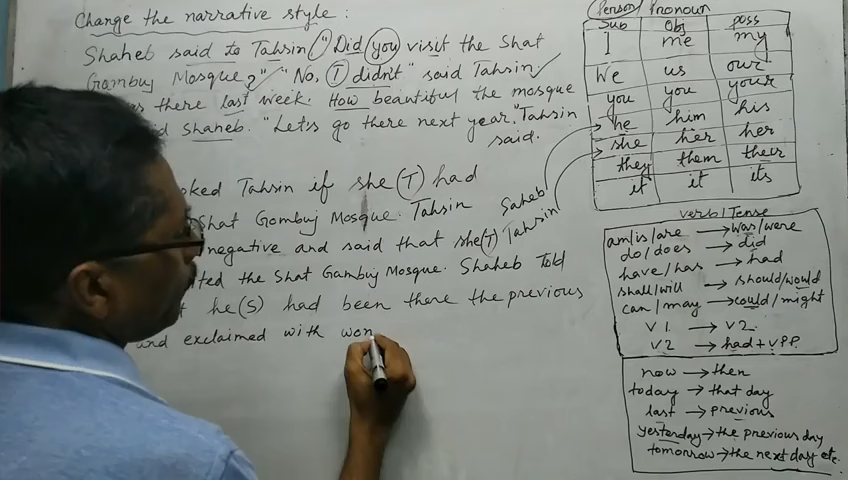 Change the narrative style :
Shaheb said to Tahsin, "Did you visit the Shat
Gambuj Mosque?" "No, I didn't" said Tahsin
there last week. How beautiful the mosque
Shaheb. "Let's go there next year," Tahsin
said.
Tahsin if she (T) had
Shat Gombuj Mosque. Tahsin
negative and said that she (T)
the Shat Gambuj Mosque. Shaheb Told
he (S) had been there the previous
and exclaimed with won
Shaheb
Tahsin
(Person) Pronoun
Sub obj poss
I me my
We us our
you you your
he him his
she her her
they them their
it it its
verb/Tense
am/is/are → was/were
do/does → did
have/has → had
shall/will → should/would
can/may → could/might
V1 → V2
V2 → had + VPP
now → then
today → that day
last → previous
yesterday → the previous day
tomorrow → the next day etc.